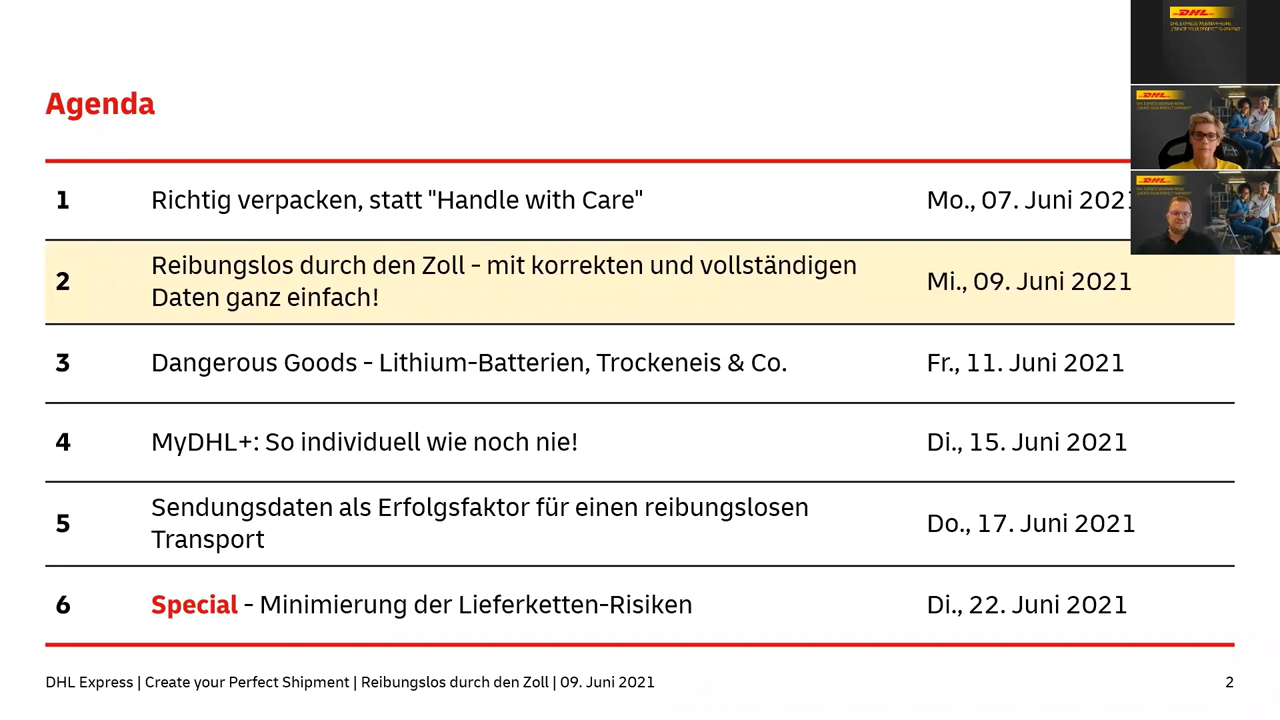 DHL
Agenda
DHL
DHL
1 Richtig verpacken, statt "Handle with Care" Mo., 07. Juni 202
2 Reibungslos durch den Zoll - mit korrekten und vollständigen
Daten ganz einfach! Mi., 09. Juni 2021
3 Dangerous Goods - Lithium-Batterien, Trockeneis & Co. Fr., 11. Juni 2021
4 MyDHL+: So individuell wie noch nie! Di., 15. Juni 2021
5 Sendungsdaten als Erfolgsfaktor für einen reibungslosen
Transport Do., 17. Juni 2021
6 Special - Minimierung der Lieferketten-Risiken Di., 22. Juni 2021
DHL Express | Create your Perfect Shipment | Reibungslos durch den Zoll | 09. Juni 2021 2